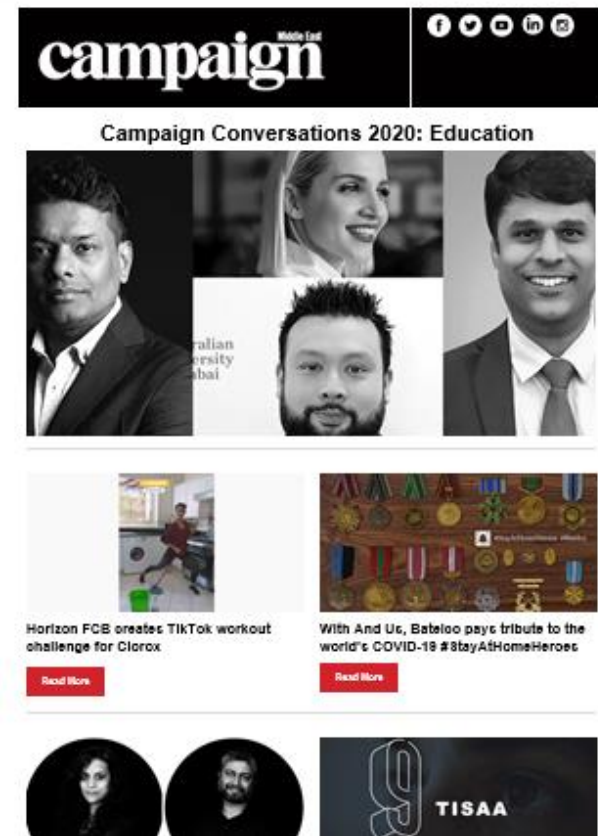 campaign
Middle East
Campaign Conversations 2020: Education
ralian
ersity
bai
Horizon FCB creates TikTok workout
challenge for Clorox
Read More
With And Us, Bateloo pays tribute to the
world's COVID-19 #StayAtHomeHeroes
Read More
TISAA